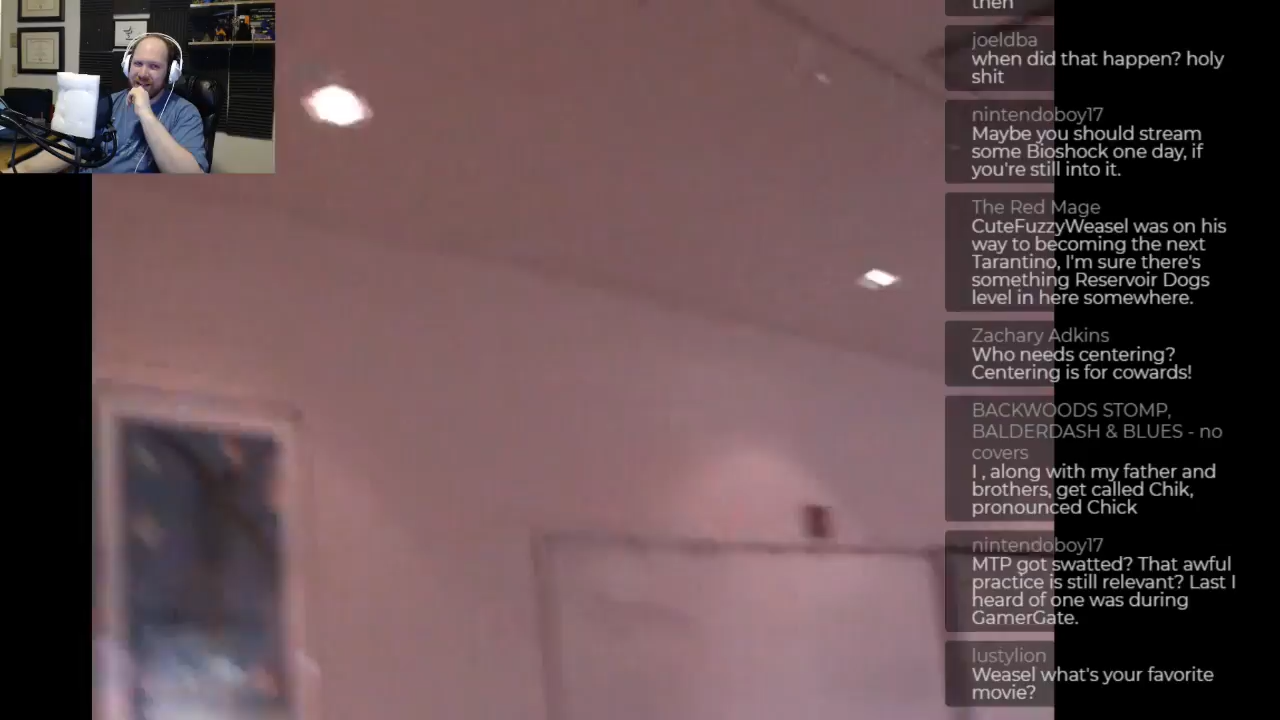 then
joeldba
when did that happen? holy
shit
nintendoboy17
Maybe you should stream
some Bioshock one day, if
you're still into it.
The Red Mage
CuteFuzzyWeasel was on his
way to becoming the next
Tarantino, I'm sure there's
something Reservoir Dogs
level in here somewhere.
Zachary Adkins
Who needs centering?
Centering is for cowards!
BACKWOODS STOMP,
BALDERDASH & BLUES - no
covers
I , along with my father and
brothers, get called Chik,
pronounced Chick
nintendoboy17
MTP got swatted? That awful
practice is still relevant? Last I
heard of one was during
GamerGate.
lustylion
Weasel what's your favorite
movie?